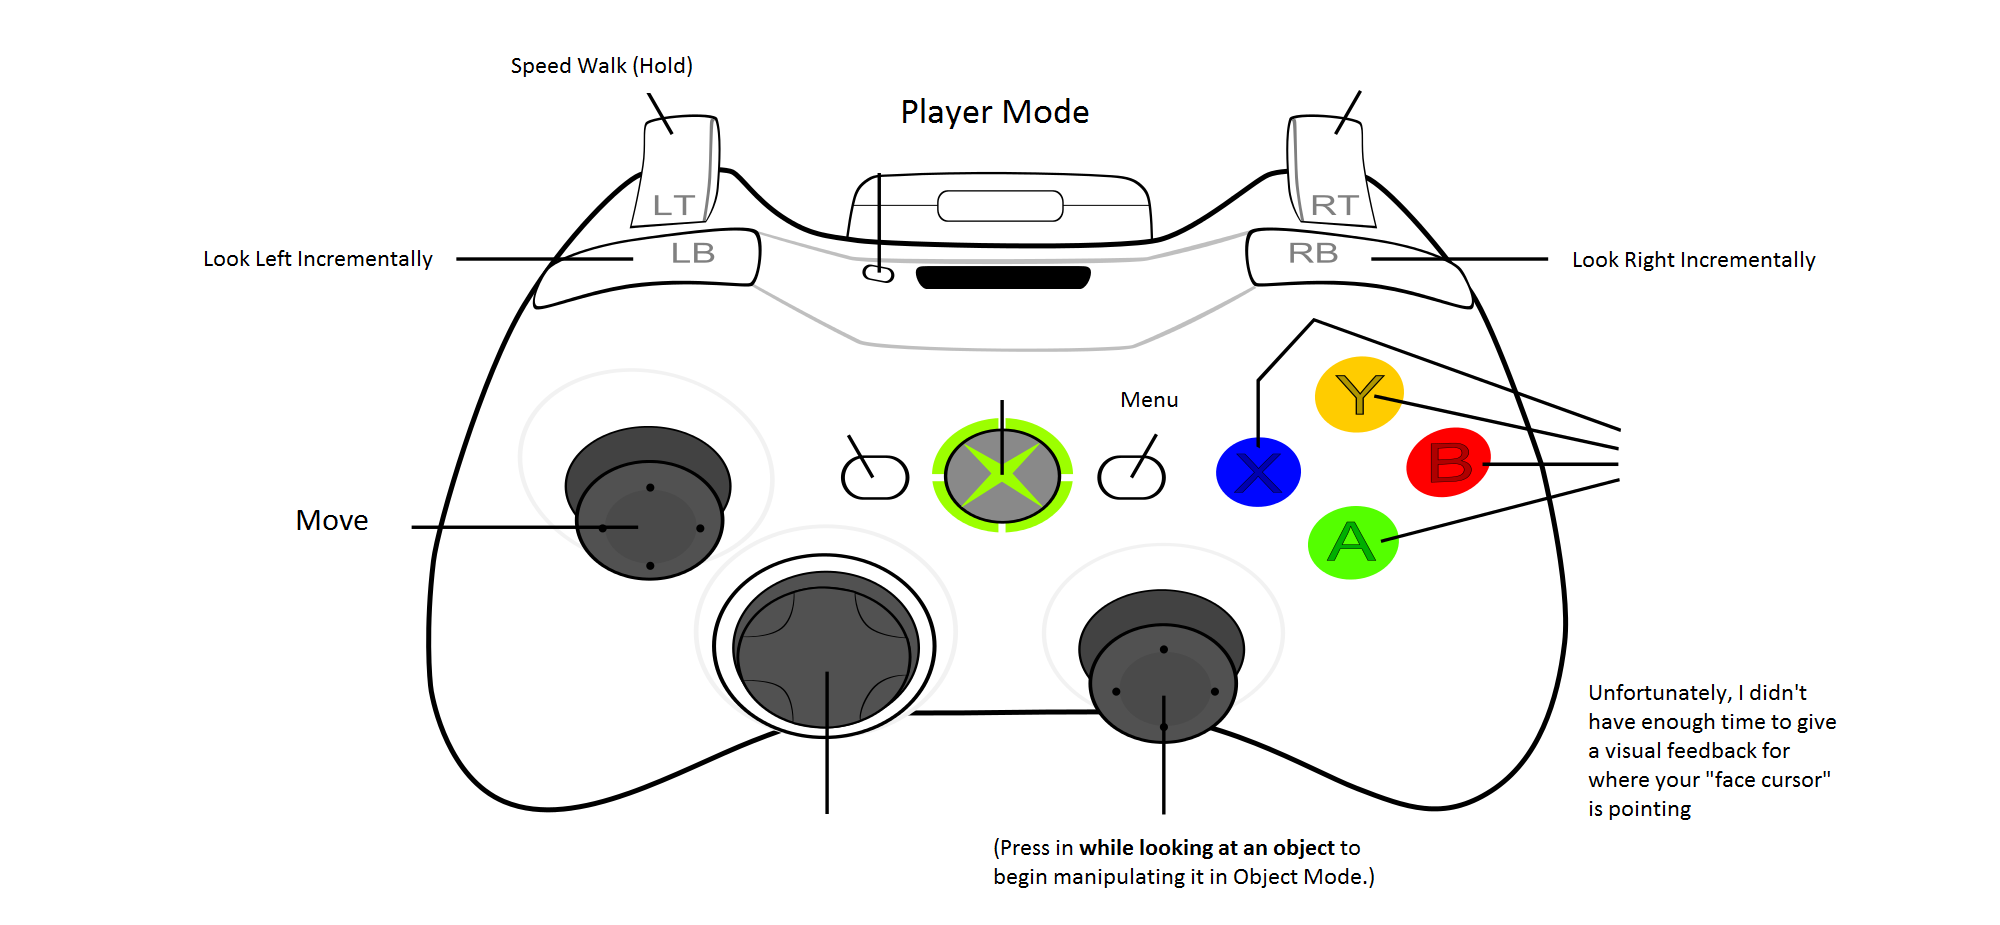 Speed Walk (Hold)
Player Mode
LT
RT
Look Left Incrementally
LB
RB
Look Right Incrementally
Menu
Y
X
B
A
Move
Unfortunately, I didn't
have enough time to give
a visual feedback for
where your "face cursor"
is pointing
(Press in while looking at an object to
begin manipulating it in Object Mode.)